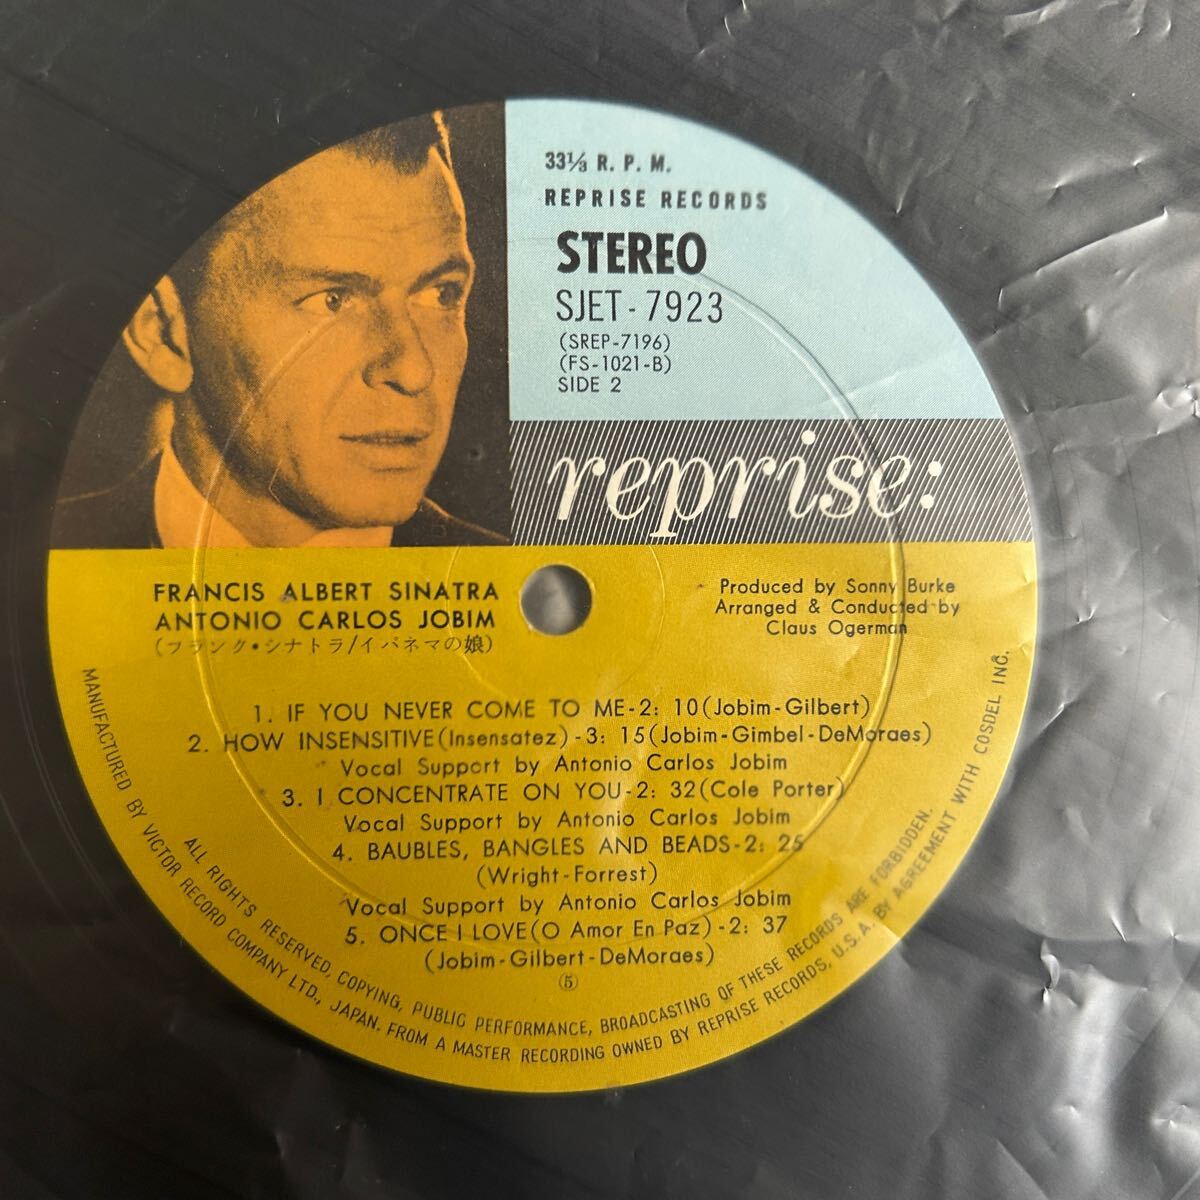 33⅓ R. P. M.
REPRISE RECORDS
STEREO
SJET - 7923
(SREP-7196)
(FS-1021-B)
SIDE 2
reprise:
FRANCIS ALBERT SINATRA
ANTONIO CARLOS JOBIM
(フランク・シナトラ/イパネマの娘)
Produced by Sonny Burke
Arranged & Conducted by
Claus Ogerman
1. IF YOU NEVER COME TO ME-2: 10(Jobim-Gilbert)
2. HOW INSENSITIVE(Insensatez)-3: 15(Jobim-Gimbel-DeMoraes)
Vocal Support by Antonio Carlos Jobim
3. I CONCENTRATE ON YOU-2: 32(Cole Porter)
Vocal Support by Antonio Carlos Jobim
4. BAUBLES, BANGLES AND BEADS-2: 25
(Wright-Forrest)
Vocal Support by Antonio Carlos Jobim
5. ONCE I LOVE(O Amor En Paz)-2: 37
(Jobim-Gilbert-DeMoraes)
⑤
ALL RIGHTS RESERVED, COPYING, PUBLIC PERFORMANCE, BROADCASTING OF THESE RECORDS ARE FORBIDDEN.
MANUFACTURED BY VICTOR RECORD COMPANY LTD., JAPAN. FROM A MASTER RECORDING OWNED BY REPRISE RECORDS, U.S.A. BY AGREEMENT WITH COSDEL INC.